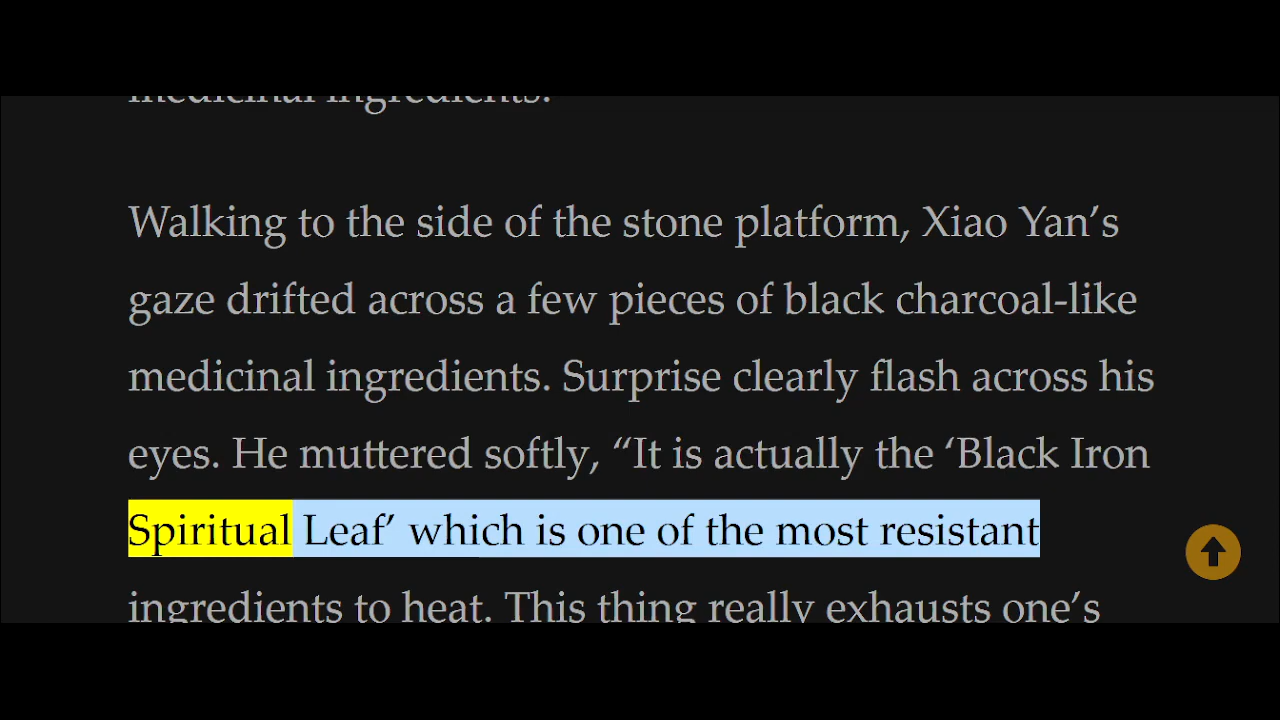 medicinal ingredients.
Walking to the side of the stone platform, Xiao Yan’s
gaze drifted across a few pieces of black charcoal-like
medicinal ingredients. Surprise clearly flash across his
eyes. He muttered softly, “It is actually the ‘Black Iron
Spiritual Leaf’ which is one of the most resistant
ingredients to heat. This thing really exhausts one’s